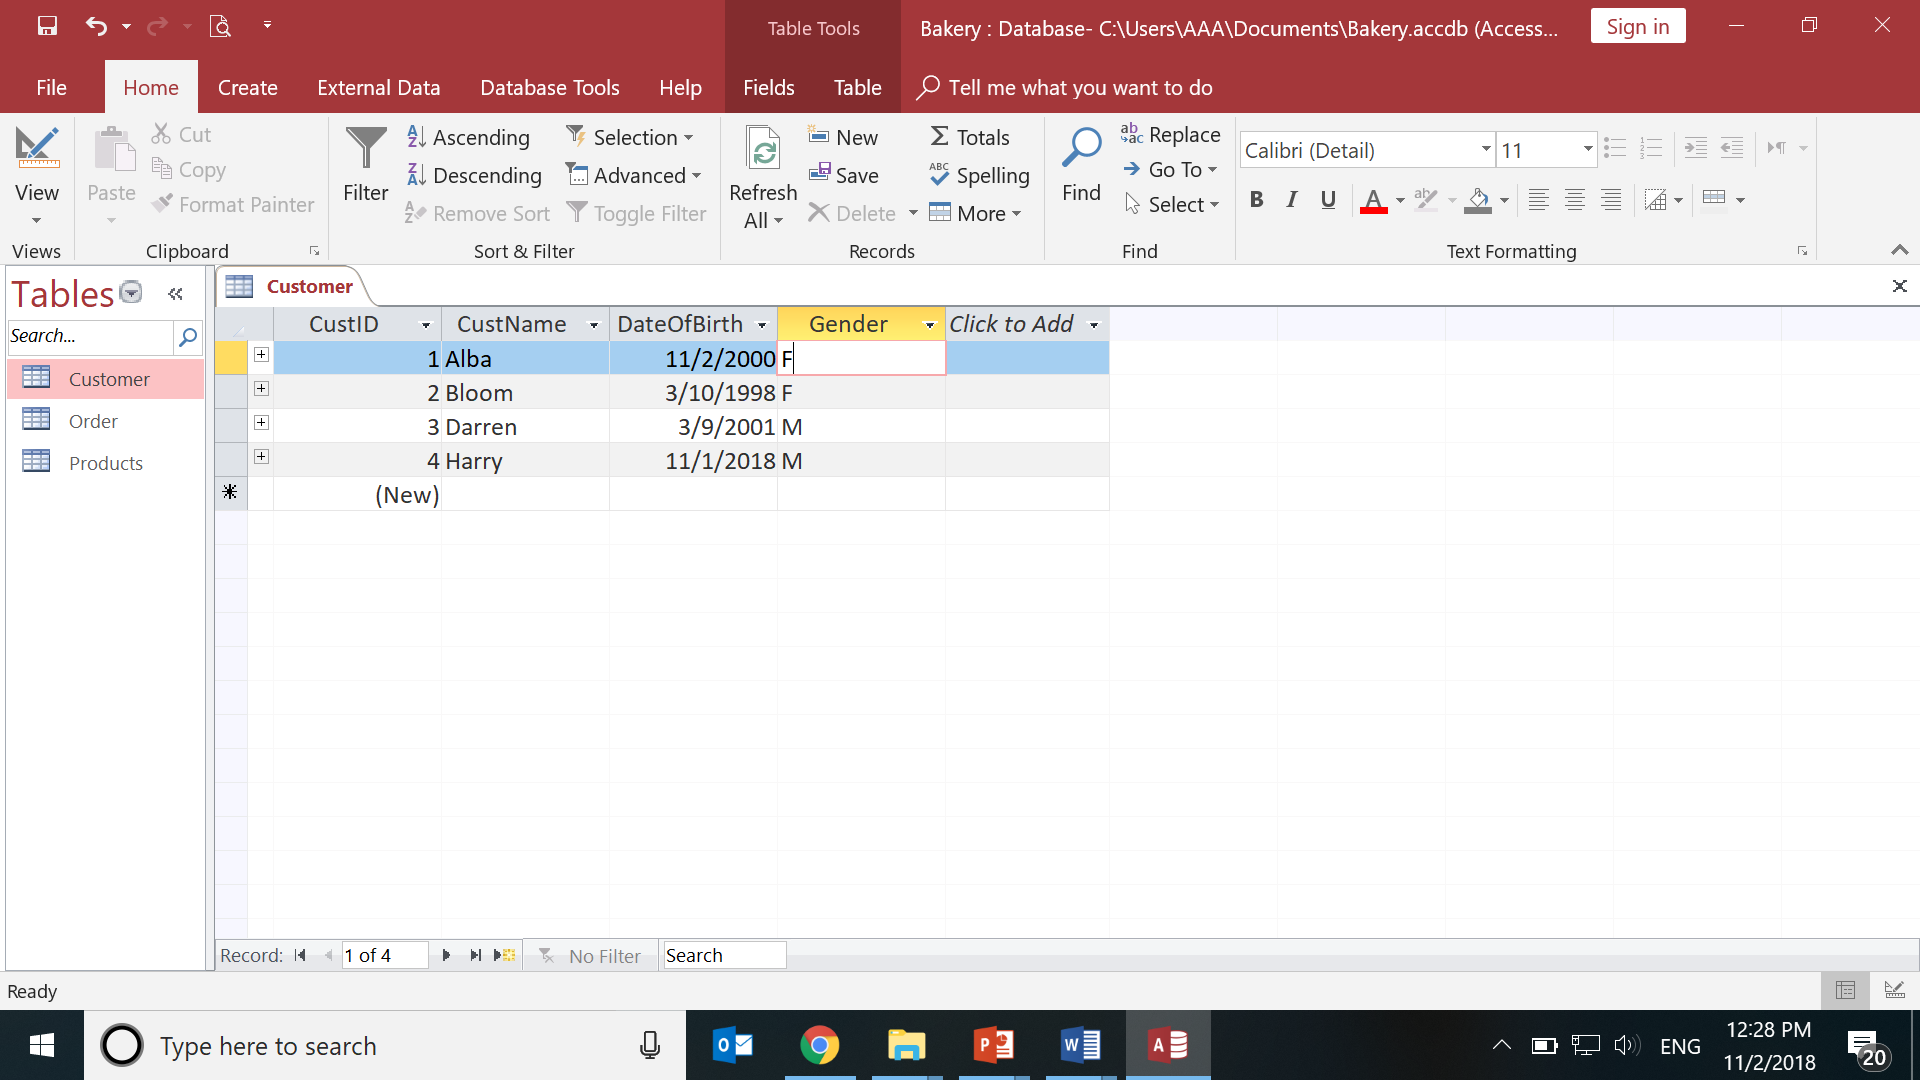 Table Tools
Bakery : Database- C:\Users\AAA\Documents\Bakery.accdb (Access...
Sign in
File Home Create External Data Database Tools Help Fields Table Tell me what you want to do
View
Views
Paste
Cut
Copy
Format Painter
Clipboard
Filter
Ascending
Descending
Remove Sort
Selection
Advanced
Toggle Filter
Sort & Filter
Refresh
All
New
Save
Delete
Totals
Spelling
More
Records
Find
Replace
Go To
Select
Find
Calibri (Detail) 11
B I U A
Text Formatting
Tables
Search...
Customer
Order
Products
Customer
CustID CustName DateOfBirth Gender Click to Add
1 Alba 11/2/2000 F
2 Bloom 3/10/1998 F
3 Darren 3/9/2001 M
4 Harry 11/1/2018 M
(New)
Record: 1 of 4 No Filter Search
Ready
Type here to search
ENG
12:28 PM
11/2/2018
20